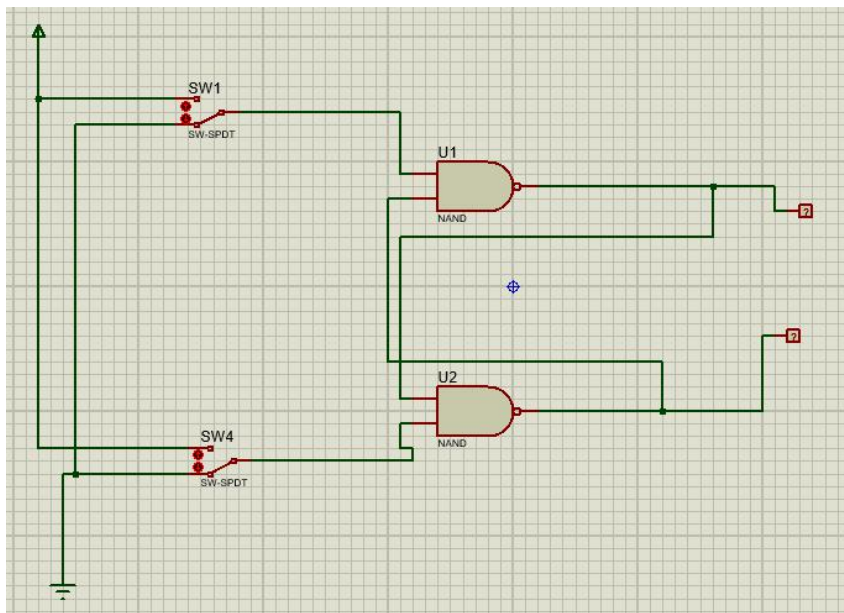 SW1
SW-SPDT
U1
NAND
?
?
U2
NAND
SW4
SW-SPDT